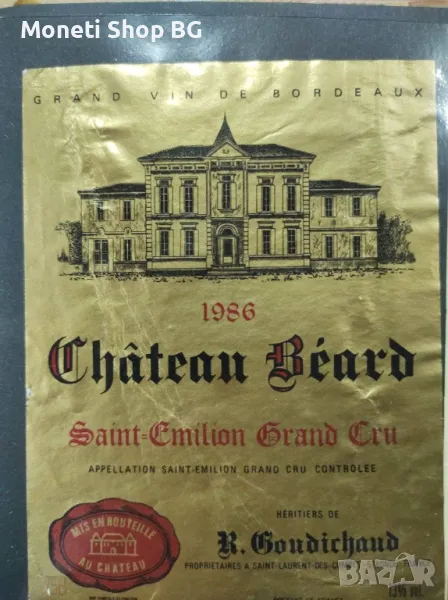 Moneti Shop BG
GRAND VIN DE BORDEAUX
1986
Château Béard
Saint-Emilion Grand Cru
APPELLATION SAINT-EMILION GRAND CRU CONTROLEE
MIS EN BOUTEILLE
AU CHATEAU
HERITIERS DE
R. Goudichaud
PROPRIETAIRES A SAINT-LAURENT-DES-
BAZAR